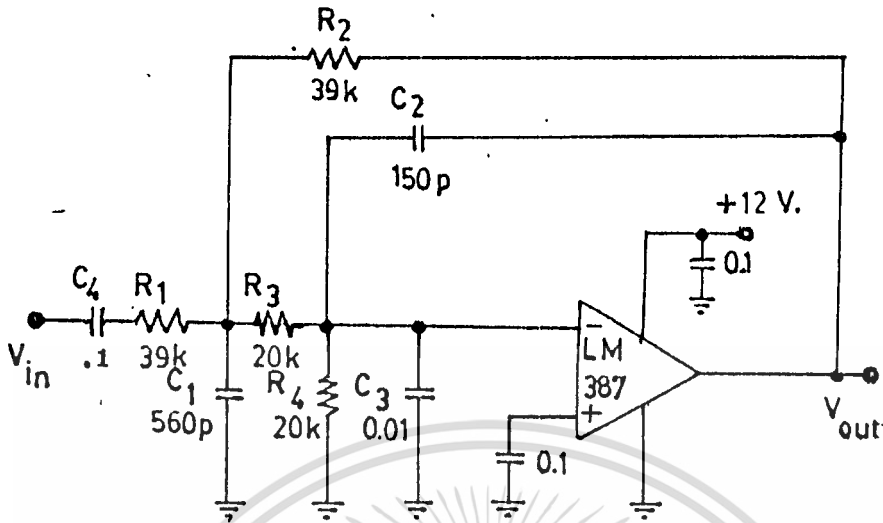 R2
39k
C2
150p
+12 V.
0.1
C4
R1
R3
Vin
.1
39k
20k
C1
560p
R4
20k
C3
0.01
−
LM
387
+
0.1
Vout